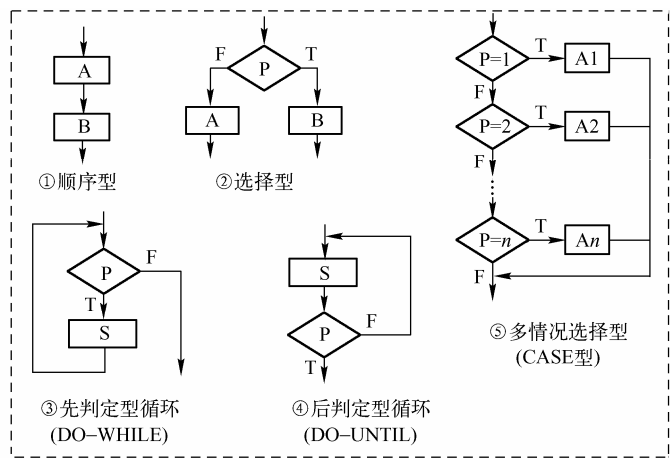 A
B
①顺序型
P
F
T
A
B
②选择型
P=1
T
A1
F
P=2
T
A2
F
P=n
T
An
F
⑤多情况选择型
(CASE型)
P
F
T
S
③先判定型循环
(DO-WHILE)
S
P
F
T
④后判定型循环
(DO-UNTIL)